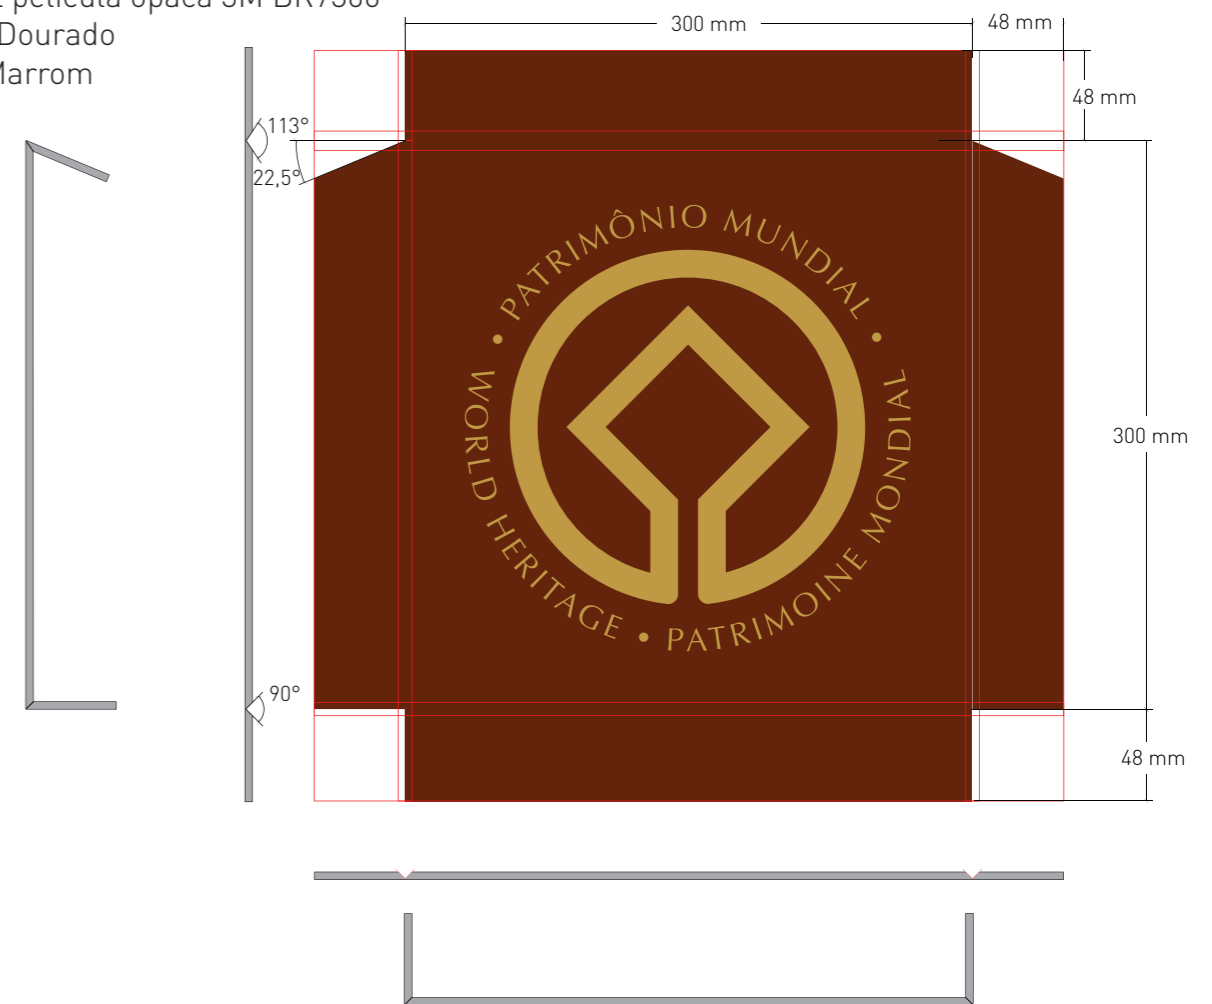 película opaca 3M BR7300
Dourado
Marrom
300 mm
48 mm
48 mm
113°
22,5°
PATRIMÔNIO MUNDIAL •
WORLD HERITAGE •
PATRIMOINE MONDIAL •
300 mm
90°
48 mm